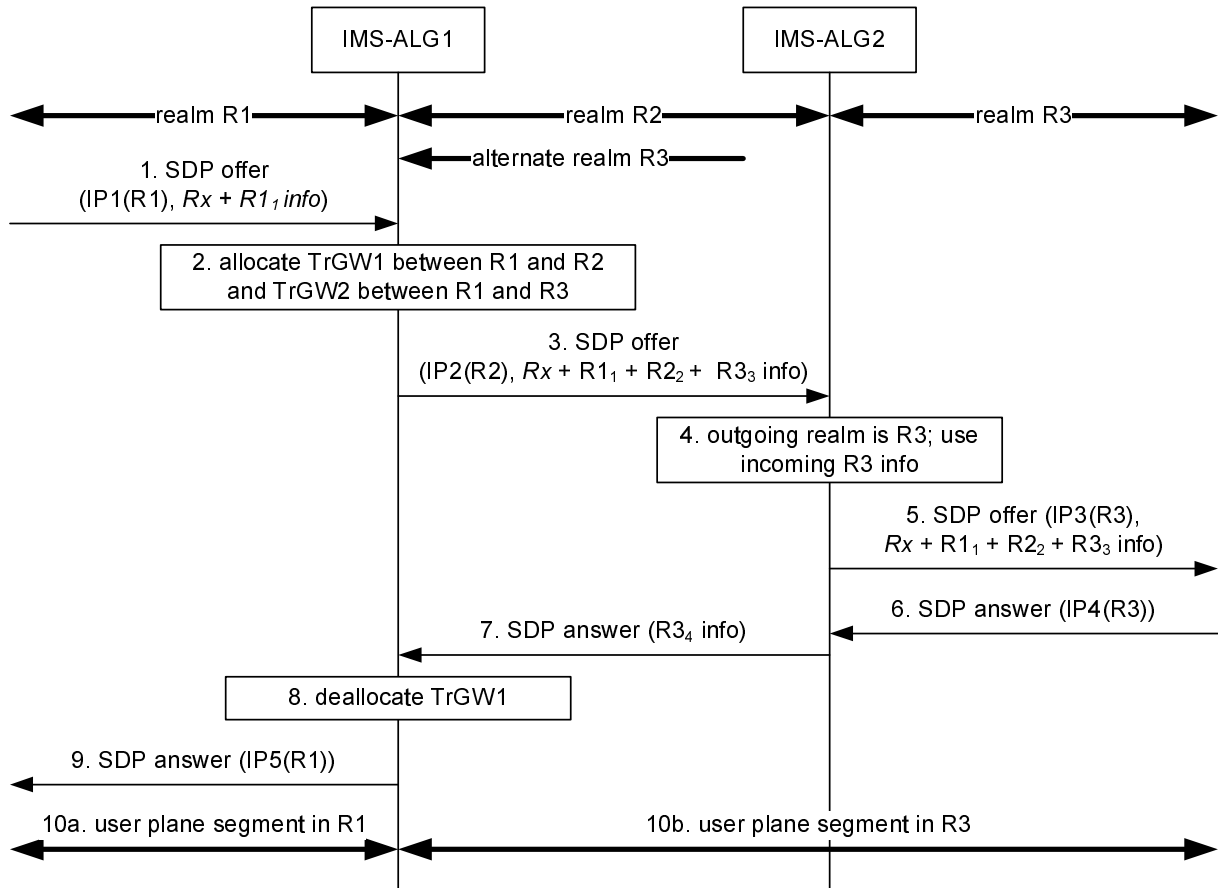 IMS-ALG1
IMS-ALG2
realm R1
realm R2
realm R3
alternate realm R3
1. SDP offer
(IP1(R1), Rx + R1₁ info)
2. allocate TrGW1 between R1 and R2
and TrGW2 between R1 and R3
3. SDP offer
(IP2(R2), Rx + R1₁ + R2₂ + R3₃ info)
4. outgoing realm is R3; use
incoming R3 info
5. SDP offer (IP3(R3),
Rx + R1₁ + R2₂ + R3₃ info)
6. SDP answer (IP4(R3))
7. SDP answer (R3₄ info)
8. deallocate TrGW1
9. SDP answer (IP5(R1))
10a. user plane segment in R1
10b. user plane segment in R3